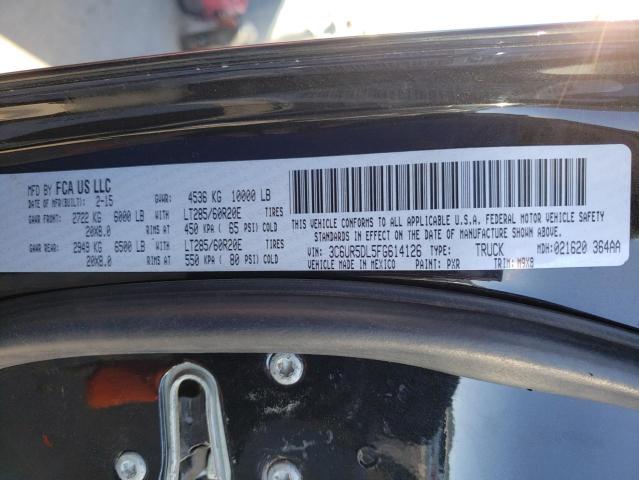 MFD BY FCA US LLC
DATE OF MFR(BUILT): 2-15 GVWR: 4536 KG 10000 LB
GAWR FRONT: 2722 KG 6000 LB LT285/60R20E TIRES
20X8.0 RIMS AT 450 KPA ( 65 PSI) COLD
GAWR REAR: 2949 KG 6500 LB LT285/60R20E TIRES
20X8.0 RIMS AT 550 KPA ( 80 PSI) COLD
THIS VEHICLE CONFORMS TO ALL APPLICABLE U.S.A. FEDERAL MOTOR VEHICLE SAFETY
STANDARDS IN EFFECT ON THE DATE OF MANUFACTURE SHOWN ABOVE.
VIN: 3C6UR5DL5FG614126 TYPE: TRUCK MDH:021620 364AA
VEHICLE MADE IN MEXICO PAINT: PXR TRIM:M9X8